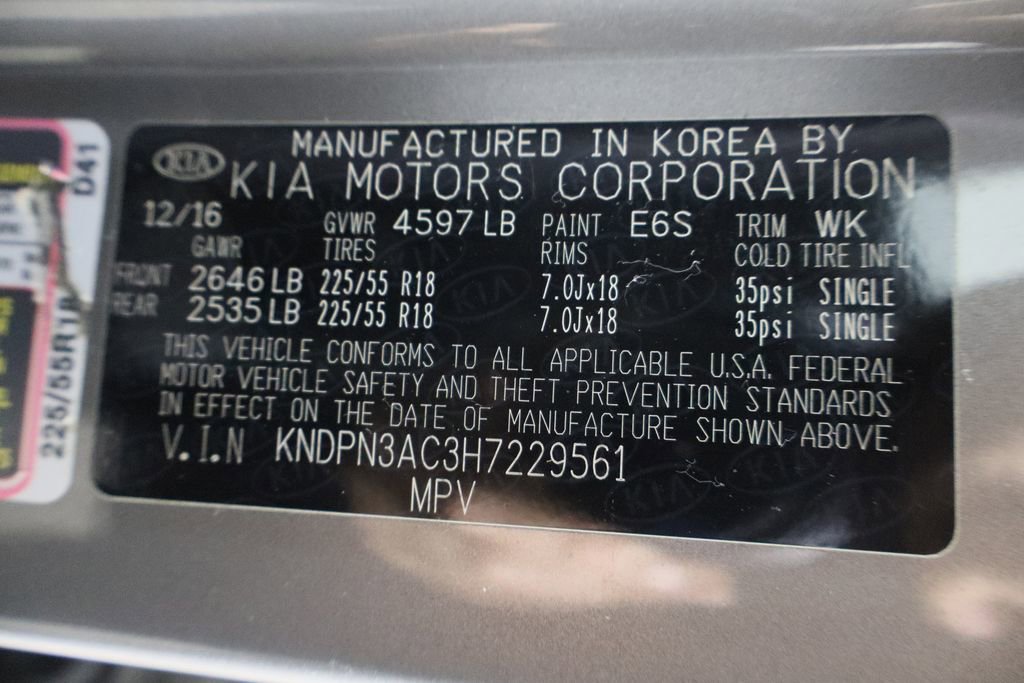 KIA
MANUFACTURED IN KOREA BY
KIA MOTORS CORPORATION
12/16 GVWR 4597 LB PAINT E6S TRIM WK
GAWR TIRES RIMS COLD TIRE INFL
FRONT 2646 LB 225/55 R18 7.0Jx18 35psi SINGLE
REAR 2535 LB 225/55 R18 7.0Jx18 35psi SINGLE
THIS VEHICLE CONFORMS TO ALL APPLICABLE U.S.A. FEDERAL
MOTOR VEHICLE SAFETY AND THEFT PREVENTION STANDARDS
IN EFFECT ON THE DATE OF MANUFACTURE SHOWN ABOVE.
V.I.N KNDPN3AC3H7229561
MPV
D41
225/55R18